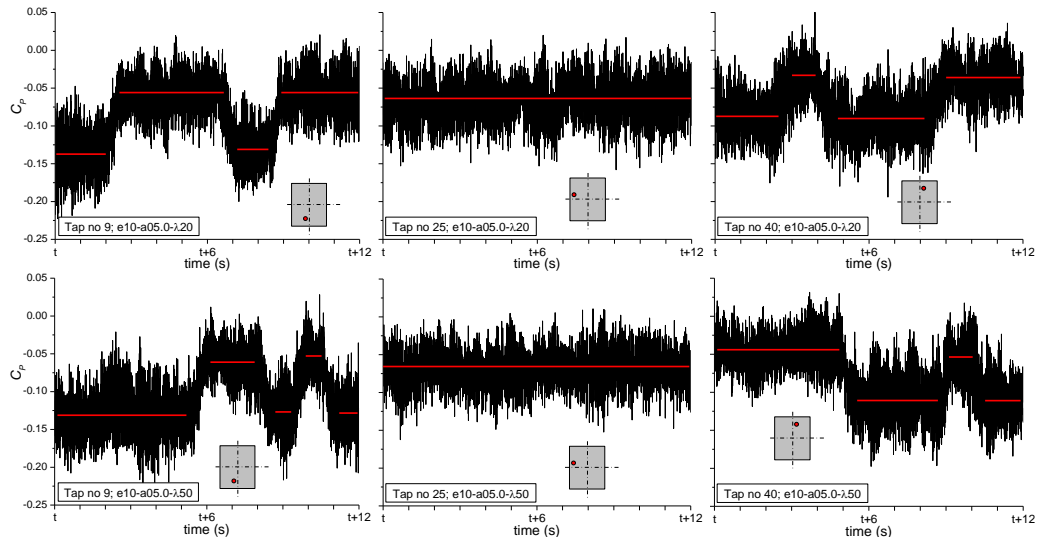 0.05
0.00
-0.05
-0.10
-0.15
-0.20
-0.25
C_P
Tap no 9; e10-a05.0-λ20
t
t+6
t+12
time (s)
Tap no 25; e10-a05.0-λ20
t
t+6
t+12
time (s)
Tap no 40; e10-a05.0-λ20
t
t+6
t+12
time (s)
0.05
0.00
-0.05
-0.10
-0.15
-0.20
-0.25
C_P
Tap no 9; e10-a05.0-λ50
t
t+6
t+12
time (s)
Tap no 25; e10-a05.0-λ50
t
t+6
t+12
time (s)
Tap no 40; e10-a05.0-λ50
t
t+6
t+12
time (s)